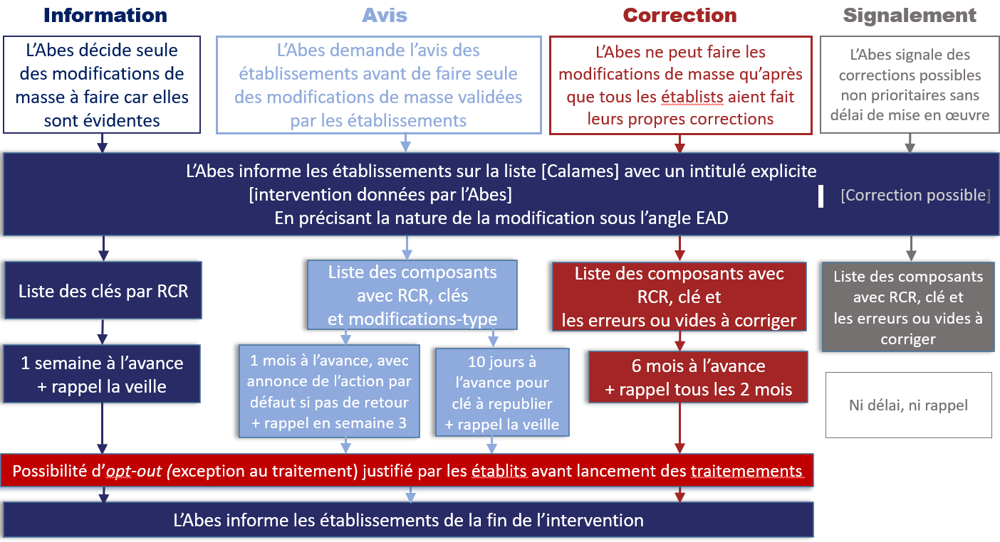 Information
Avis
Correction
Signalement
L’Abes décide seule
des modifications de
masse à faire car elles
sont évidentes
L’Abes demande l’avis des
établissements avant de faire seule
des modifications de masse validées
par les établissements
L’Abes ne peut faire les
modifications de masse qu’après
que tous les établists aient fait
leurs propres corrections
L’Abes signale des
corrections possibles
non prioritaires sans
délai de mise en œuvre
L’Abes informe les établissements sur la liste [Calames] avec un intitulé explicite
[intervention données par l’Abes]
[Correction possible]
En précisant la nature de la modification sous l’angle EAD
Liste des clés par RCR
Liste des composants
avec RCR, clés
et modifications-type
Liste des composants avec
RCR, clé et
les erreurs ou vides à corriger
Liste des composants
avec RCR, clé et
les erreurs ou vides à
corriger
1 semaine à l’avance
+ rappel la veille
1 mois à l’avance, avec
annonce de l’action par
défaut si pas de retour
+ rappel en semaine 3
10 jours à
l’avance pour
clé à republier
+ rappel la veille
6 mois à l’avance
+ rappel tous les 2 mois
Ni délai, ni rappel
Possibilité d’opt-out (exception au traitement) justifié par les établits avant lancement des traitemements
L’Abes informe les établissements de la fin de l’intervention